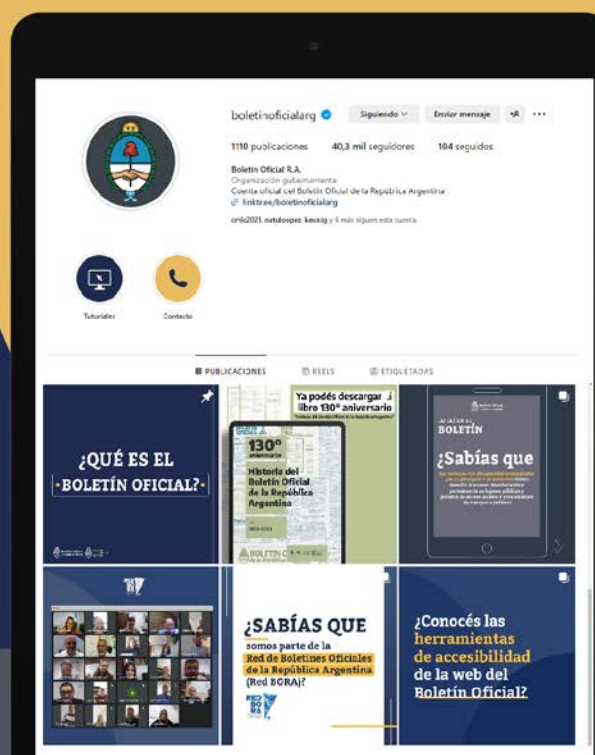 boletinoficialarg
Siguiendo
Enviar mensaje
1110 publicaciones 40,3 mil seguidores 104 seguidos
Boletín Oficial R.A.
Organización gubernamental
Cuenta oficial del Boletín Oficial de la República Argentina
linktree/boletinoficialarg
Tutoriales
Contacto
PUBLICACIONES
REELS
ETIQUETADAS
¿QUÉ ES EL
BOLETÍN OFICIAL?
Ya podés descargar
libro 130° aniversario
130°
aniversario
Historia del
Boletín Oficial
de la República
Argentina
BOLETÍN
¿Sabías que
RED
BORA
¿SABÍAS QUE
somos parte de la
Red de Boletines Oficiales
de la República Argentina
(Red BORA)?
RED
BORA
¿Conocés las
herramientas
de accesibilidad
de la web del
Boletín Oficial?